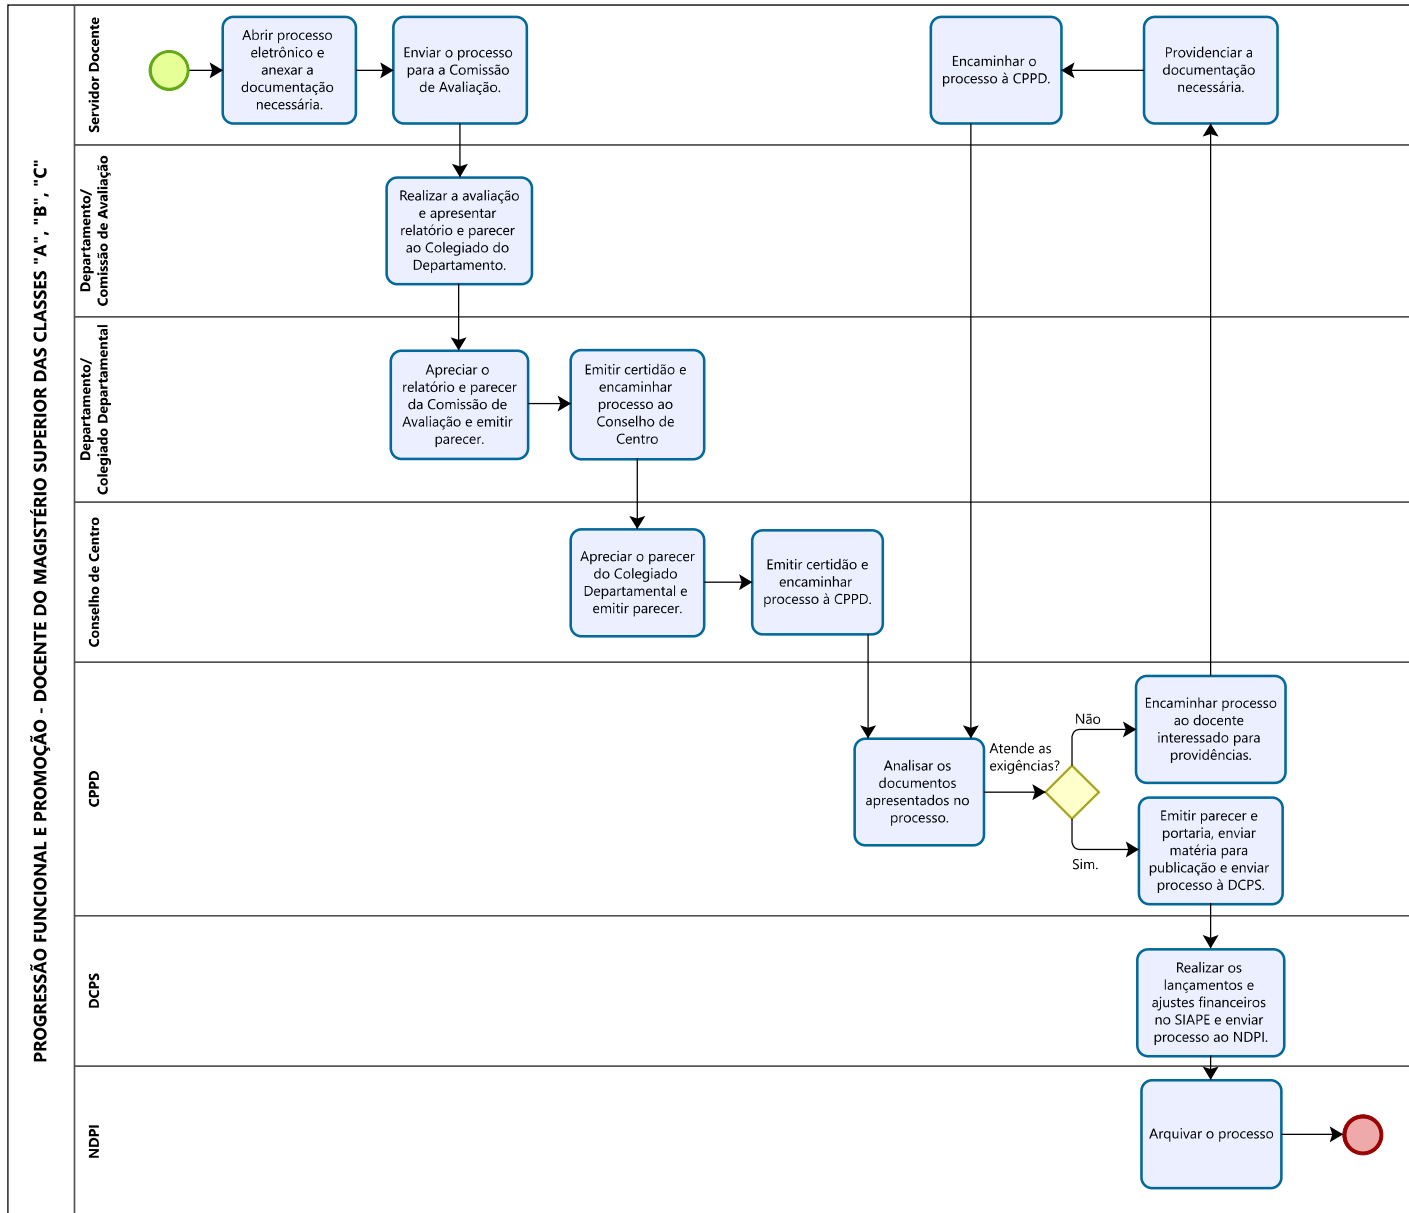 PROGRESSÃO FUNCIONAL E PROMOÇÃO - DOCENTE DO MAGISTÉRIO SUPERIOR DAS CLASSES "A", "B", "C"
Servidor Docente
Abrir processo
eletrônico e
anexar a
documentação
necessária.
Enviar o processo
para a Comissão
de Avaliação.
Encaminhar o
processo à CPPD.
Providenciar a
documentação
necessária.
Departamento/
Comissão de Avaliação
Realizar a avaliação
e apresentar
relatório e parecer
ao Colegiado do
Departamento.
Departamento/
Colegiado Departamental
Apreciar o
relatório e parecer
da Comissão de
Avaliação e emitir
parecer.
Emitir certidão e
encaminhar
processo ao
Conselho de
Centro
Conselho de Centro
Apreciar o parecer
do Colegiado
Departamental e
emitir parecer.
Emitir certidão e
encaminhar
processo à CPPD.
CPPD
Analisar os
documentos
apresentados no
processo.
Atende as
exigências?
Não
Encaminhar processo
ao docente
interessado para
providências.
Sim.
Emitir parecer e
portaria, enviar
matéria para
publicação e enviar
processo à DCPS.
DCPS
Realizar os
lançamentos e
ajustes financeiros
no SIAPE e enviar
processo ao NDPI.
NDPI
Arquivar o processo